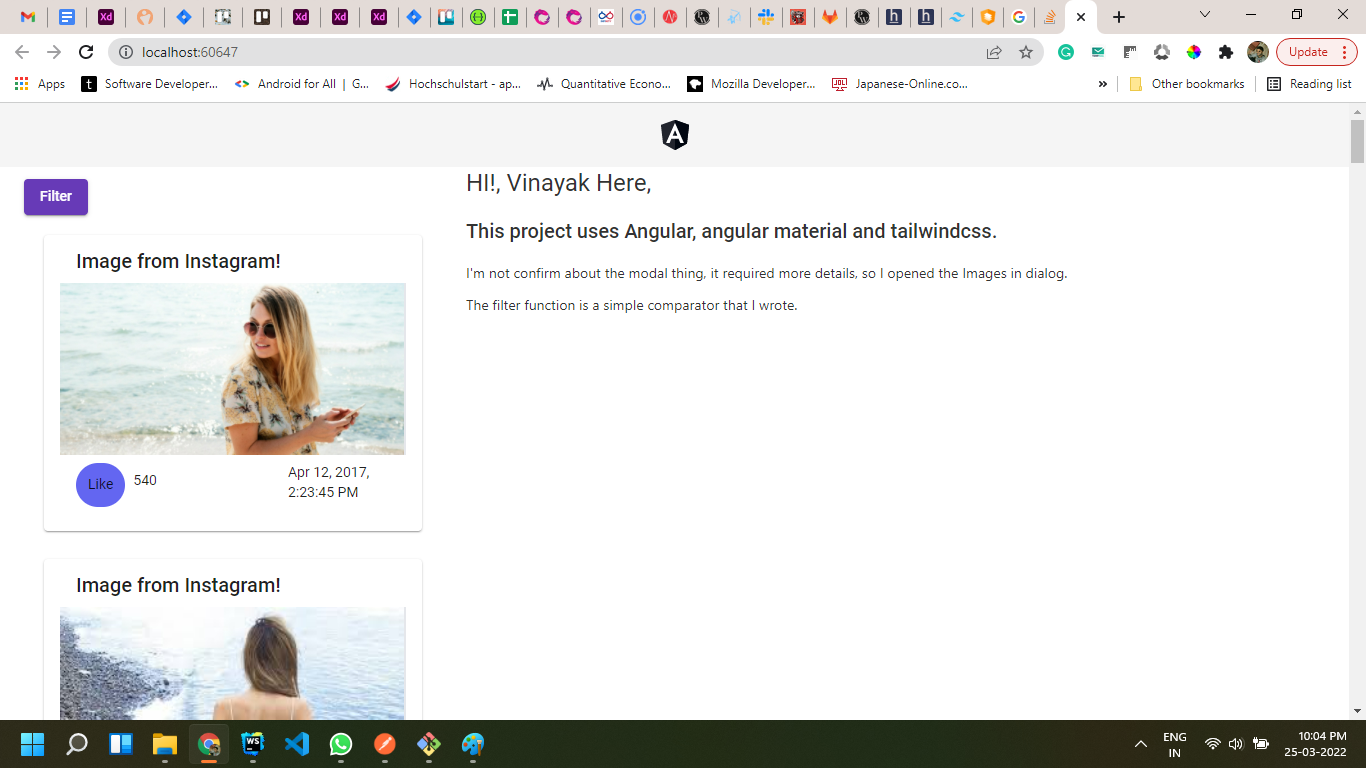 localhost:60647
Update
Apps
Software Developer...
Android for All | G...
Hochschulstart - ap...
Quantitative Econo...
Mozilla Developer...
Japanese-Online.co...
»
Other bookmarks
Reading list
A
Filter
HI!, Vinayak Here,
This project uses Angular, angular material and tailwindcss.
I'm not confirm about the modal thing, it required more details, so I opened the Images in dialog.
The filter function is a simple comparator that I wrote.
Image from Instagram!
Like
540
Apr 12, 2017,
2:23:45 PM
Image from Instagram!
ENG
IN
10:04 PM
25-03-2022